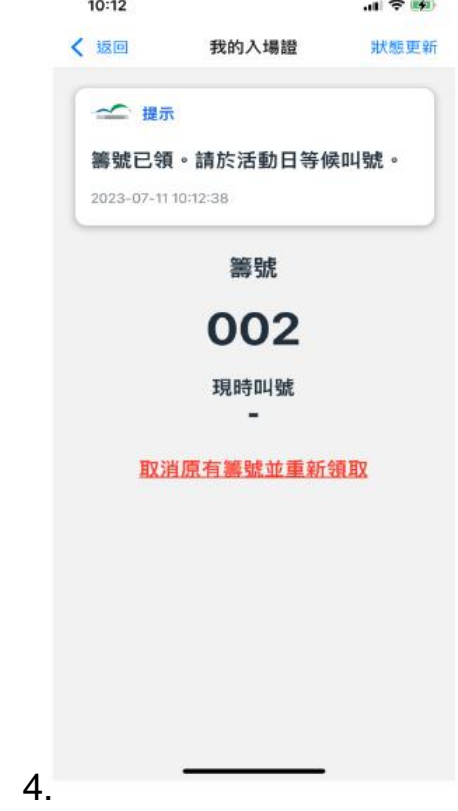 10:12
返回 我的入場證 狀態更新
提示
籌號已領。請於活動日等候叫號。
2023-07-11 10:12:38
籌號
002
現時叫號
-
取消原有籌號並重新領取
4.